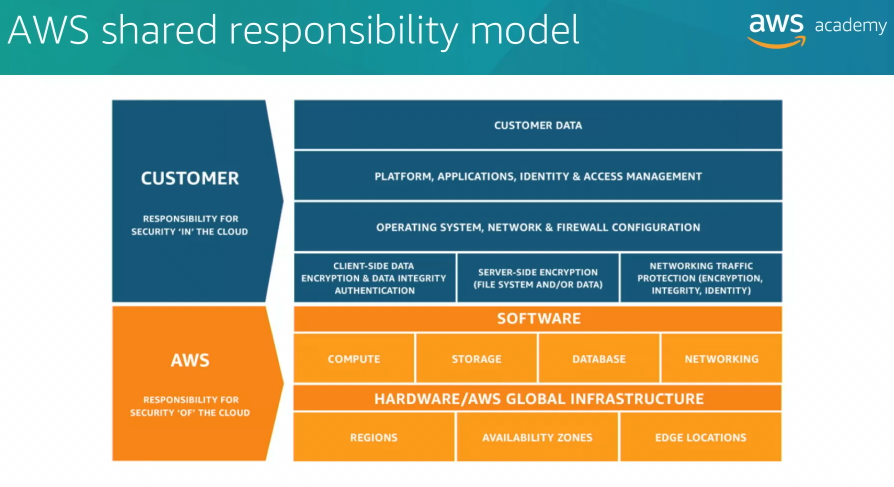 AWS shared responsibility model
aws academy
CUSTOMER
RESPONSIBILITY FOR
SECURITY 'IN' THE CLOUD
CUSTOMER DATA
PLATFORM, APPLICATIONS, IDENTITY & ACCESS MANAGEMENT
OPERATING SYSTEM, NETWORK & FIREWALL CONFIGURATION
CLIENT-SIDE DATA
ENCRYPTION & DATA INTEGRITY
AUTHENTICATION
SERVER-SIDE ENCRYPTION
(FILE SYSTEM AND/OR DATA)
NETWORKING TRAFFIC
PROTECTION (ENCRYPTION,
INTEGRITY, IDENTITY)
AWS
RESPONSIBILITY FOR
SECURITY 'OF' THE CLOUD
SOFTWARE
COMPUTE
STORAGE
DATABASE
NETWORKING
HARDWARE/AWS GLOBAL INFRASTRUCTURE
REGIONS
AVAILABILITY ZONES
EDGE LOCATIONS